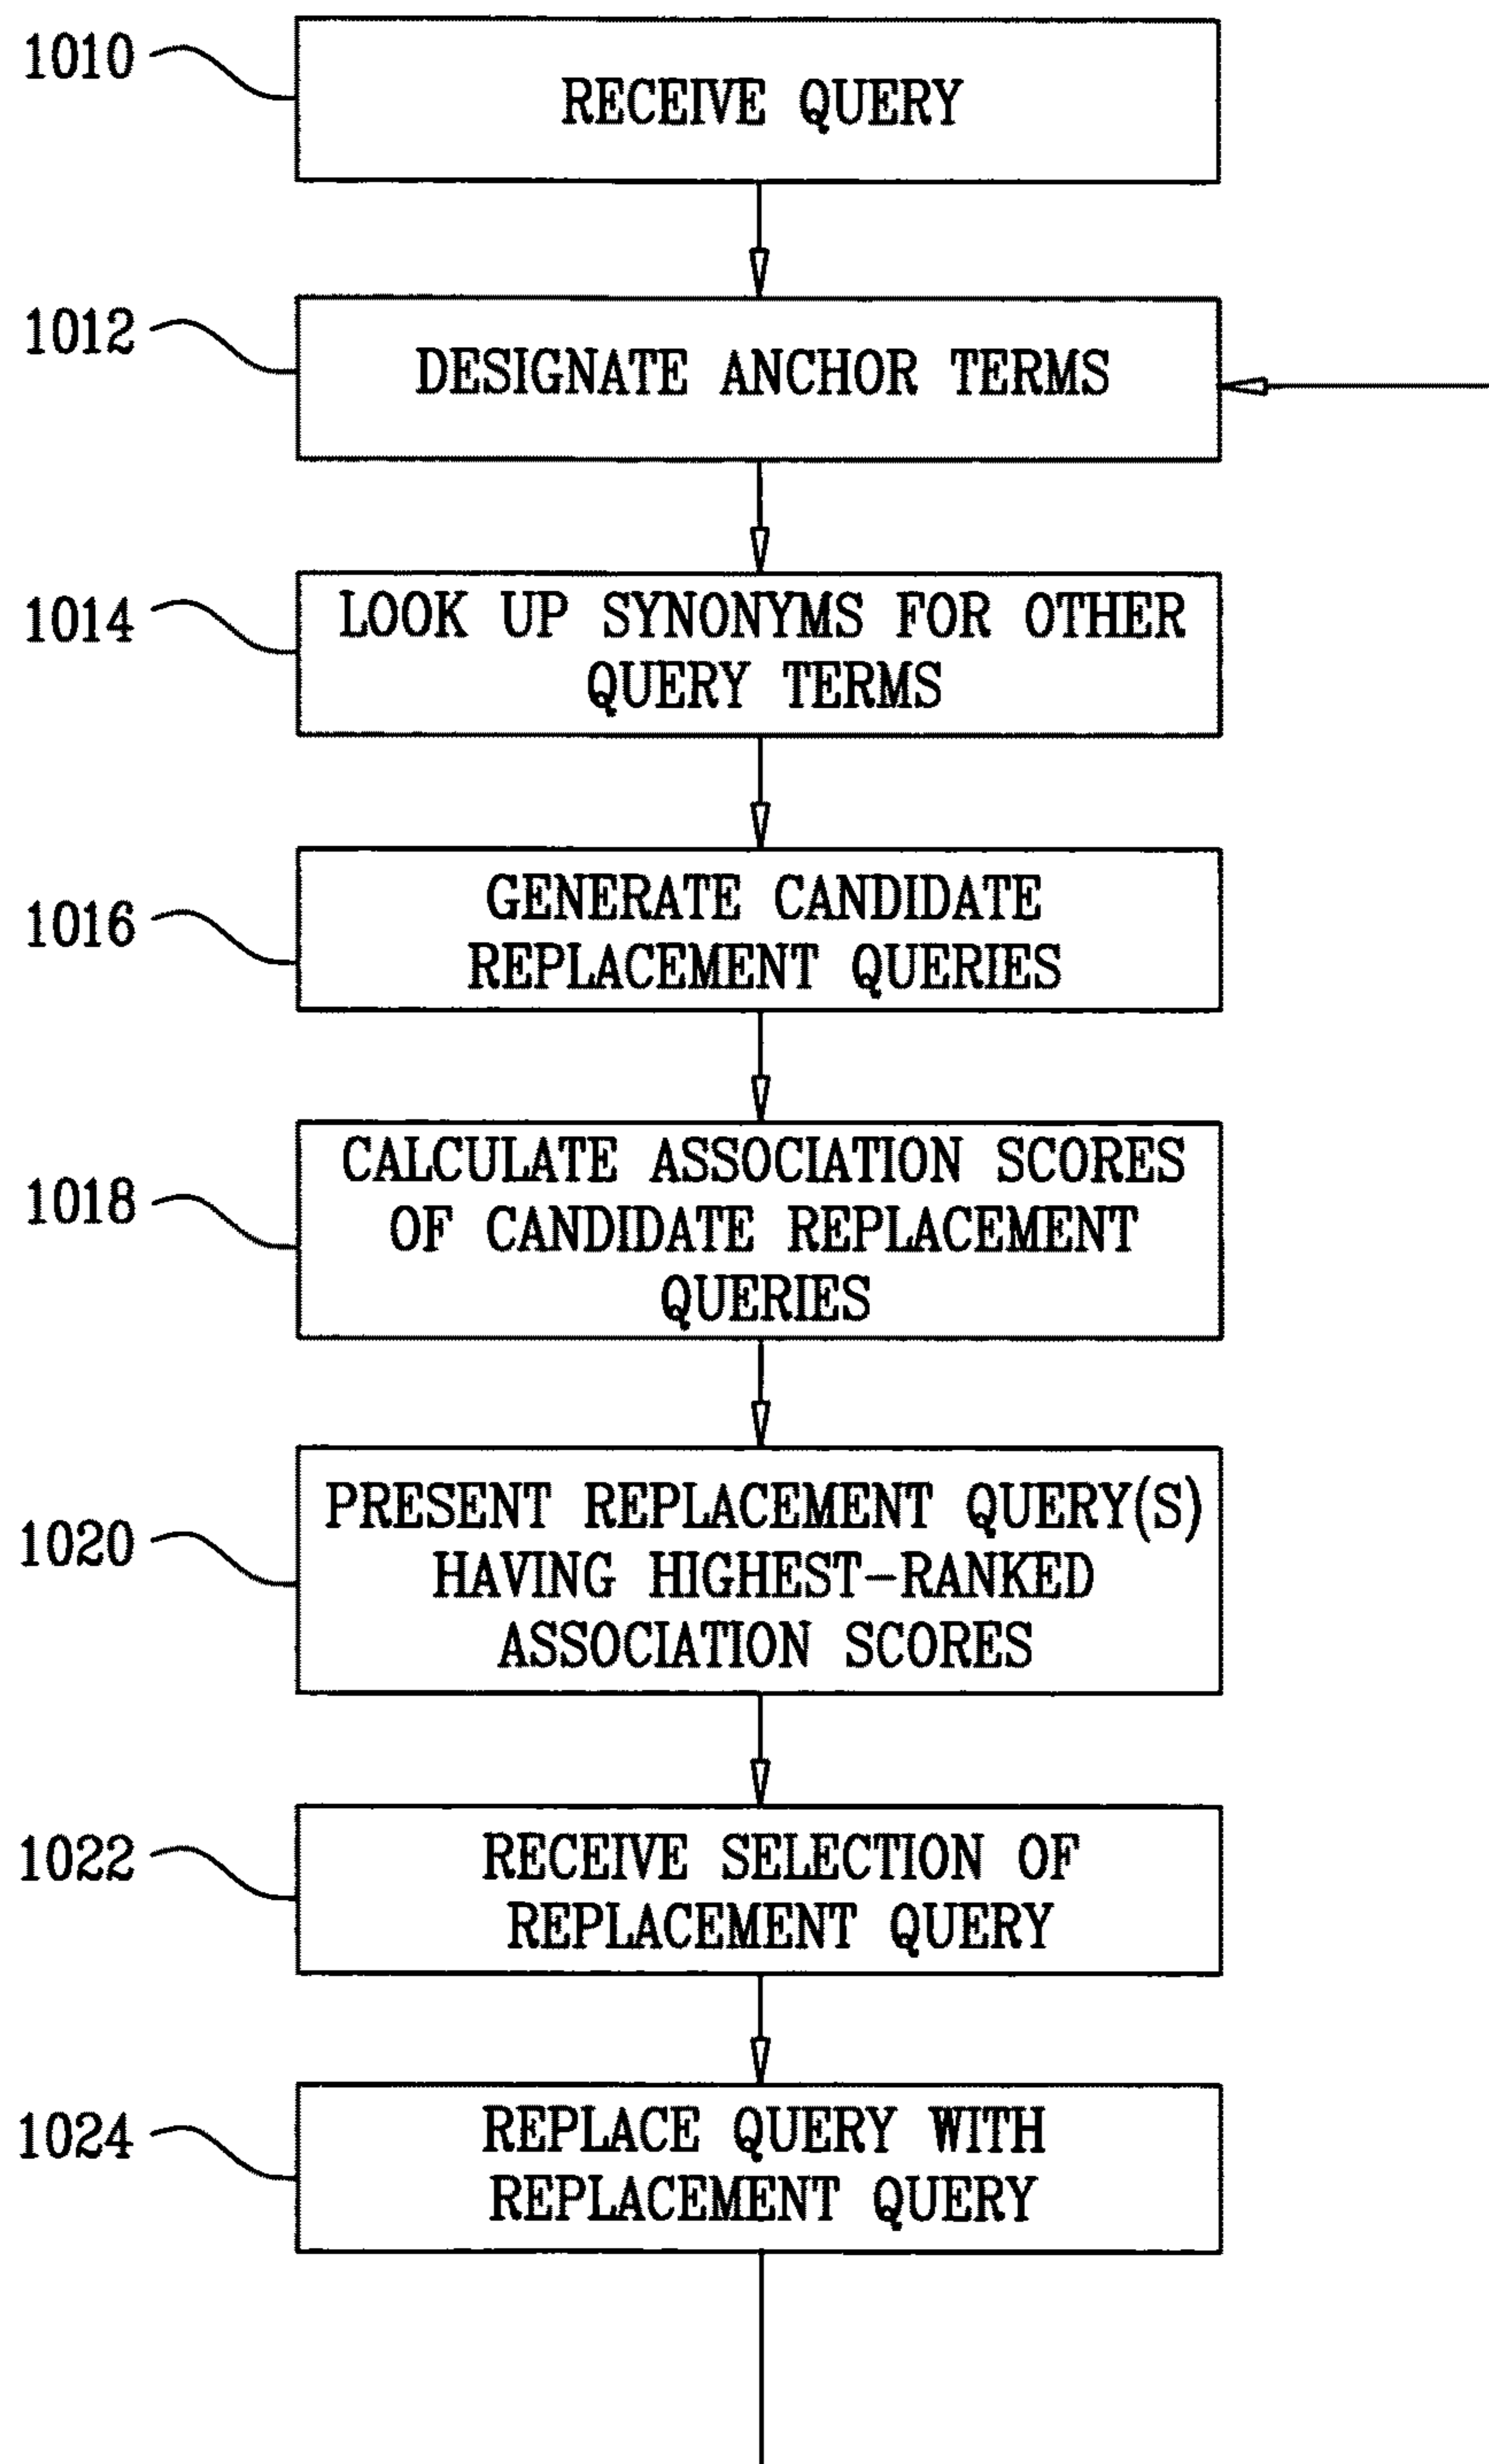 1010
RECEIVE QUERY
1012
DESIGNATE ANCHOR TERMS
1014
LOOK UP SYNONYMS FOR OTHER
QUERY TERMS
1016
GENERATE CANDIDATE
REPLACEMENT QUERIES
1018
CALCULATE ASSOCIATION SCORES
OF CANDIDATE REPLACEMENT
QUERIES
1020
PRESENT REPLACEMENT QUERY(S)
HAVING HIGHEST-RANKED
ASSOCIATION SCORES
1022
RECEIVE SELECTION OF
REPLACEMENT QUERY
1024
REPLACE QUERY WITH
REPLACEMENT QUERY